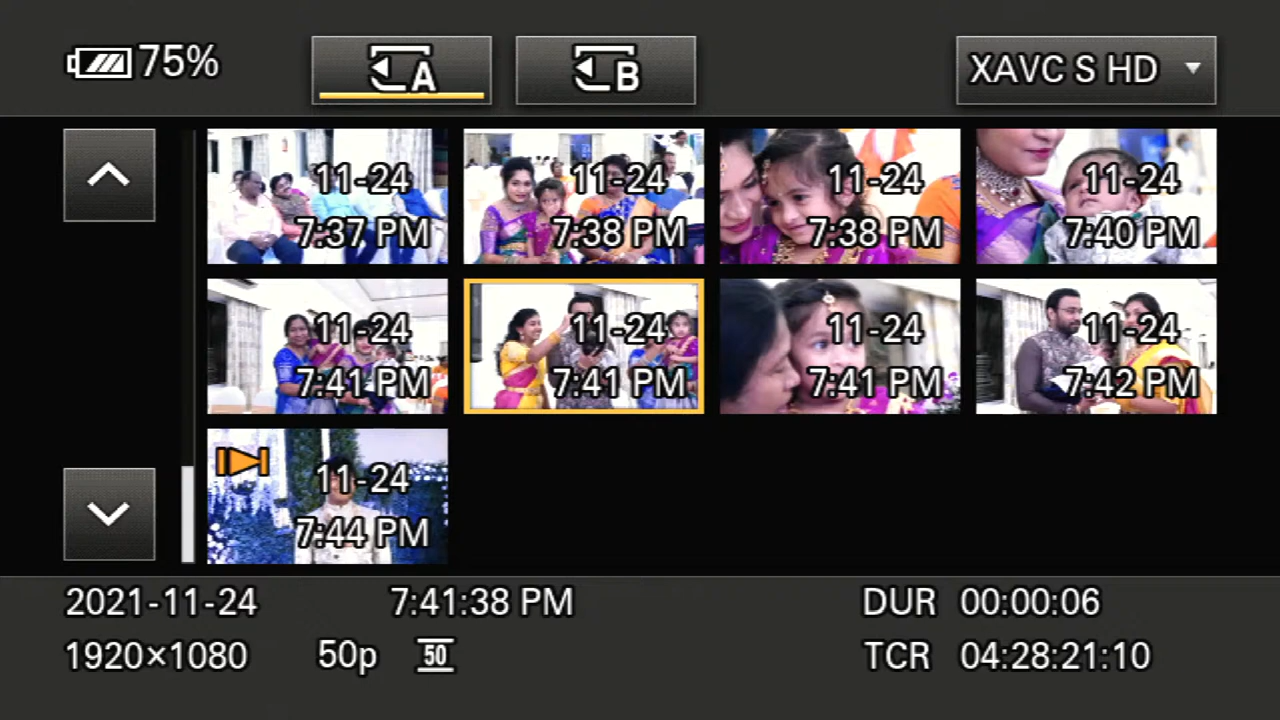 75%
A
B
XAVC S HD
11-24
7:37 PM
11-24
7:38 PM
11-24
7:38 PM
11-24
7:40 PM
11-24
7:41 PM
11-24
7:41 PM
11-24
7:41 PM
11-24
7:42 PM
11-24
7:44 PM
2021-11-24 7:41:38 PM DUR 00:00:06
1920×1080 50p 50 TCR 04:28:21:10